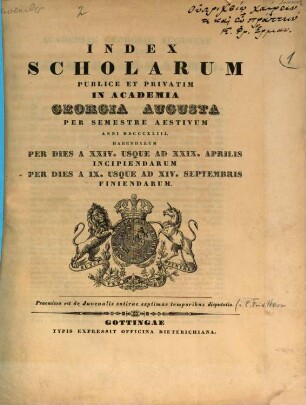 2
1
INDEX
SCHOLARUM
PUBLICE ET PRIVATIM
IN ACADEMIA
GEORGIA AUGUSTA
PER SEMESTRE AESTIVUM
ANNI MDCCCXLIII.
HABENDARUM
PER DIES A XXIV. USQUE AD XXIX. APRILIS
INCIPIENDARUM
PER DIES A IX. USQUE AD XIV. SEPTEMBRIS
FINIENDARUM.
Praemissa est de Juvenalis satirae septimae temporibus disputatio.
GOTTINGAE
TYPIS EXPRESSIT OFFICINA DIETERICHIANA.